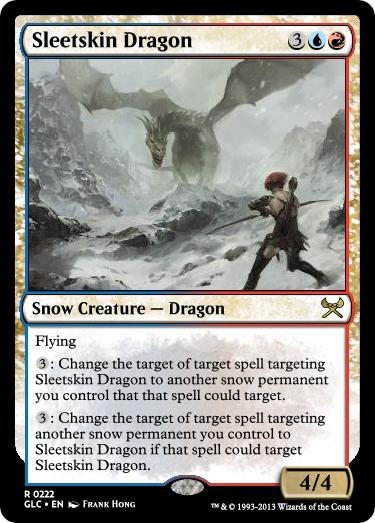 Sleetskin Dragon 3
Snow Creature — Dragon
Flying
3: Change the target of target spell targeting
Sleetskin Dragon to another snow permanent
you control that that spell could target.
3: Change the target of target spell targeting
another snow permanent you control to
Sleetskin Dragon if that spell could target
Sleetskin Dragon.
4/4
R 0222
GLC • EN Frank Hong
™ & © 1993-2013 Wizards of the Coast